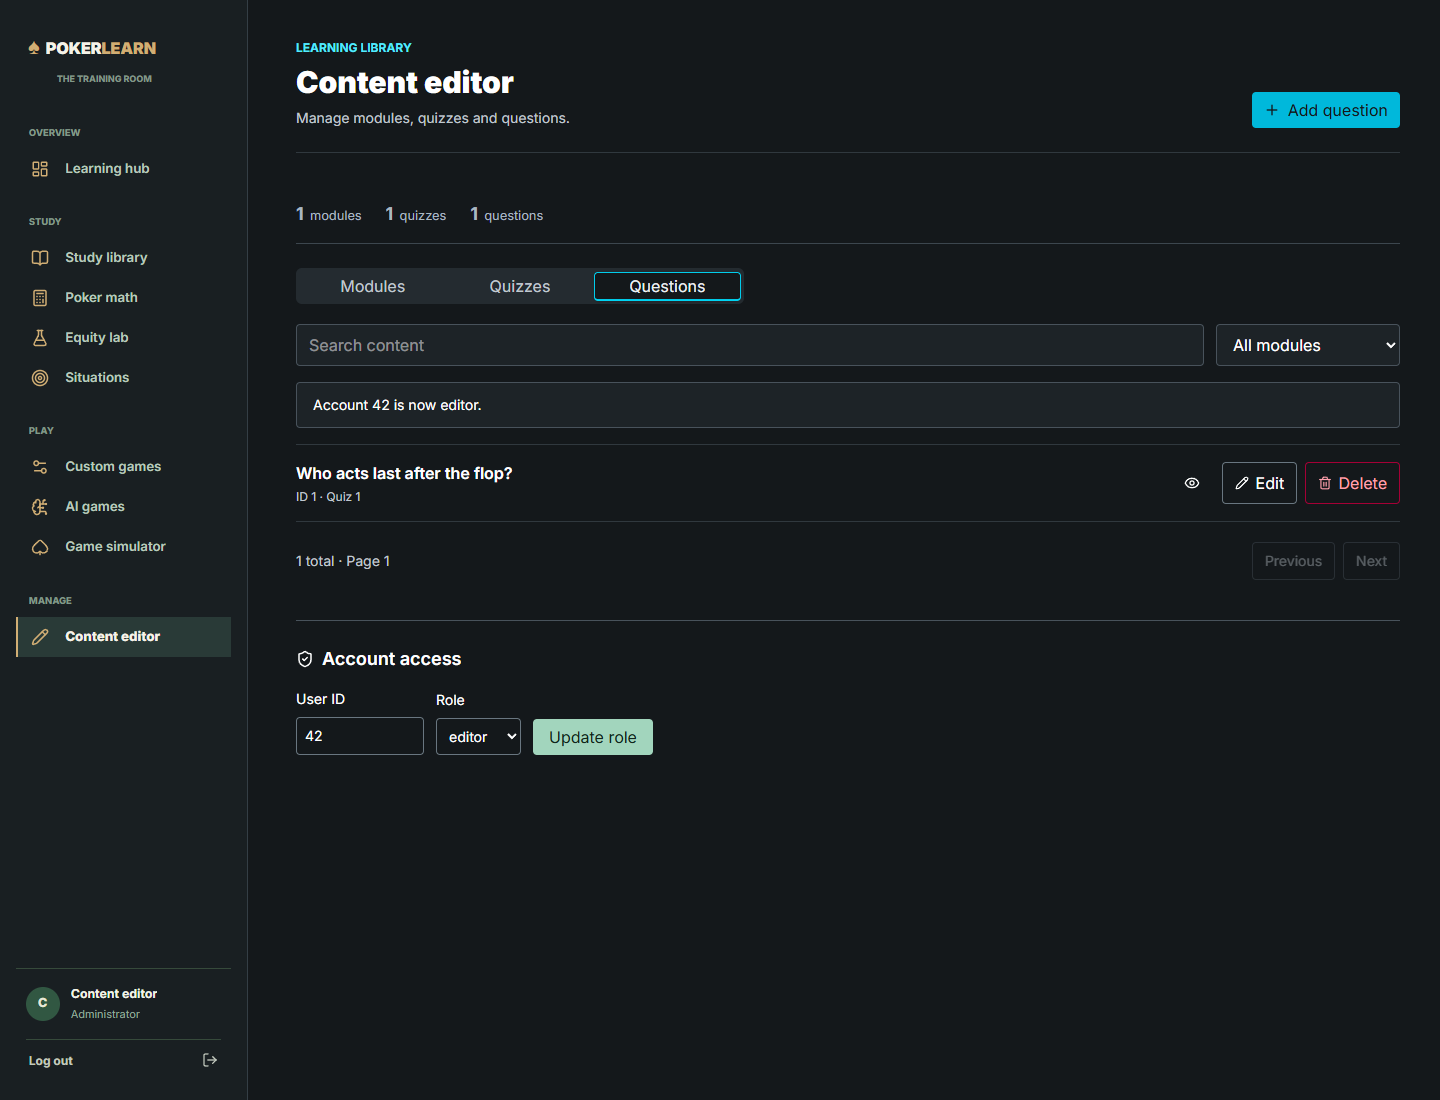 POKERLEARN
THE TRAINING ROOM
OVERVIEW
Learning hub
STUDY
Study library
Poker math
Equity lab
Situations
PLAY
Custom games
AI games
Game simulator
MANAGE
Content editor
C
Content editor
Administrator
Log out
LEARNING LIBRARY
Content editor
Manage modules, quizzes and questions.
+ Add question
1 modules 1 quizzes 1 questions
Modules Quizzes Questions
Search content All modules
Account 42 is now editor.
Who acts last after the flop?
ID 1 · Quiz 1
Edit Delete
1 total · Page 1 Previous Next
Account access
User ID Role
42 editor Update role